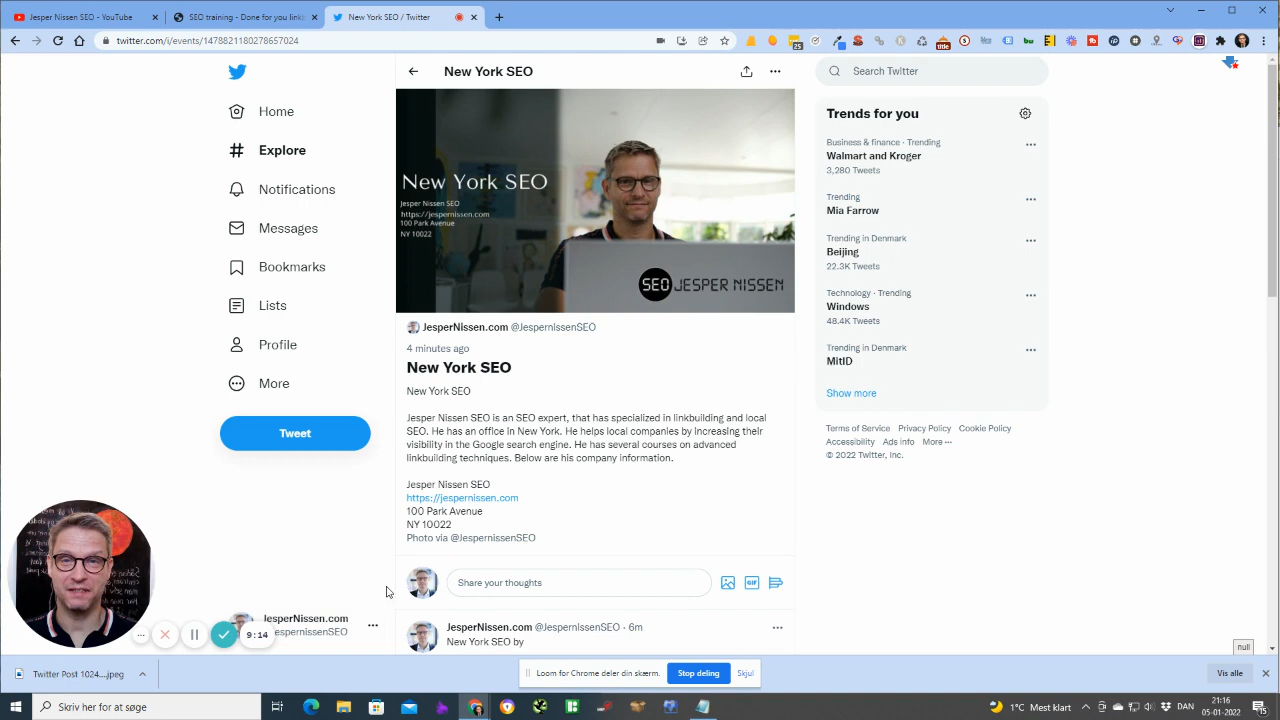 Jesper Nissen SEO - YouTube
SEO training - Done for you link
New York SEO / Twitter
twitter.com/i/events/1478821180278657024
New York SEO
Search Twitter
Home
Explore
Notifications
Messages
Bookmarks
Lists
Profile
More
Tweet
JesperNissen.com
espernissenSEO
9:14
New York SEO
Jesper Nissen SEO
https://jespernissen.com
100 Park Avenue
NY 10022
SEO JESPER NISSEN
JesperNissen.com @JespernissenSEO
4 minutes ago
New York SEO
New York SEO
Jesper Nissen SEO is an SEO expert, that has specialized in linkbuilding and local
SEO. He has an office in New York. He helps local companies by increasing their
visibility in the Google search engine. He has several courses on advanced
linkbuilding techniques. Below are his company information.
Jesper Nissen SEO
https://jespernissen.com
100 Park Avenue
NY 10022
Photo via @JespernissenSEO
Share your thoughts
GIF
JesperNissen.com @JespernissenSEO · 6m
New York SEO by
Trends for you
Business & finance · Trending
Walmart and Kroger
3,280 Tweets
Trending
Mia Farrow
Trending in Denmark
Beijing
22.3K Tweets
Technology · Trending
Windows
48.4K Tweets
Trending in Denmark
MitID
Show more
Terms of Service Privacy Policy Cookie Policy
Accessibility Ads info More ···
© 2022 Twitter, Inc.
null
Twitter Post 1024....jpeg
Loom for Chrome deler din skærm.
Stop deling
Skjul
Vis alle
Skriv her for at søge
1°C Mest klart
DAN
21:16
05-01-2022